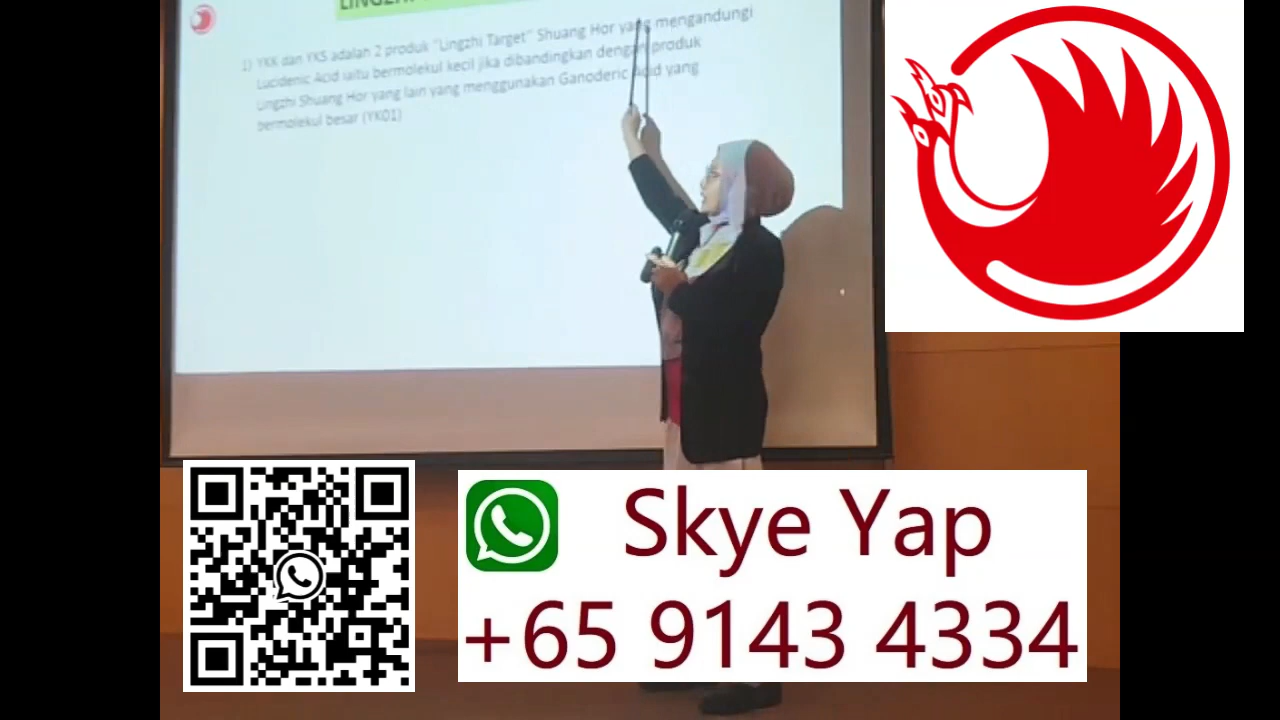 1) YKK dan YKS adalah 2 produk "Lingzhi Target" Shuang Hor yang mengandungi
Lucidenic Acid iaitu bermolekul kecil jika dibandingkan dengan produk
Lingzhi Shuang Hor yang lain yang menggunakan Ganoderic Acid yang
bermolekul besar (YK01)
Skye Yap
+65 9143 4334